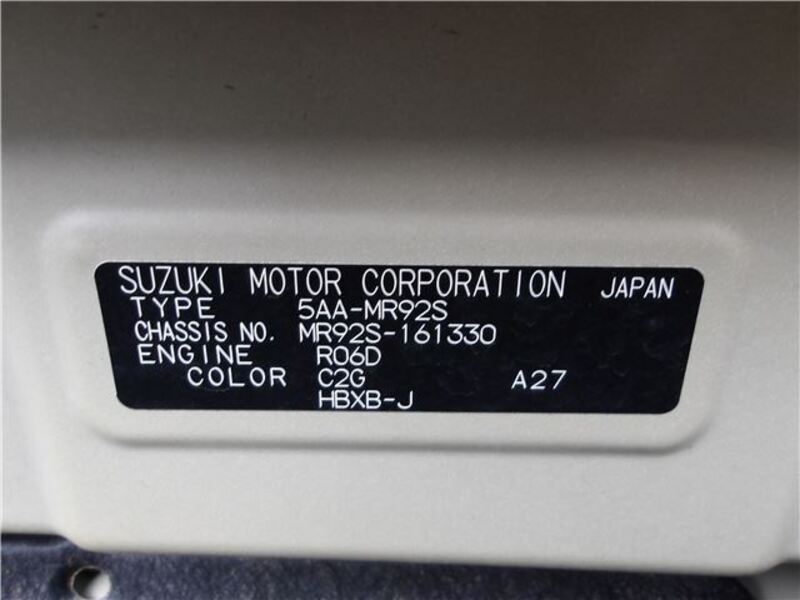 SUZUKI MOTOR CORPORATION JAPAN
TYPE 5AA-MR92S
CHASSIS NO. MR92S-161330
ENGINE R06D
COLOR C2G A27
HBXB-J